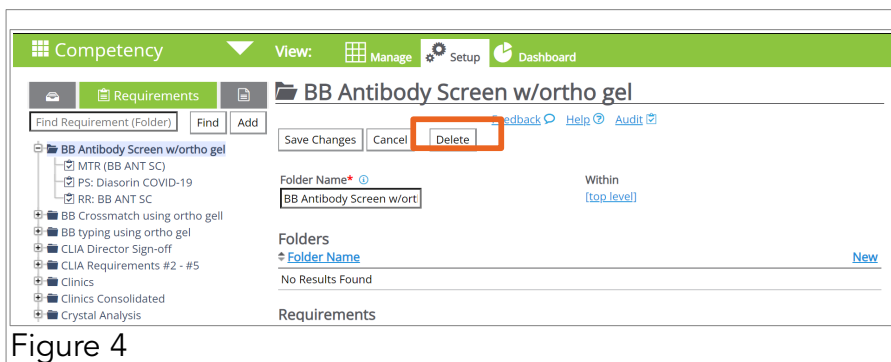 Competency View: Manage Setup Dashboard
Requirements
Find Requirement (Folder) Find Add
BB Antibody Screen w/ortho gel
MTR (BB ANT SC)
PS: Diasorin COVID-19
RR: BB ANT SC
BB Crossmatch using ortho gell
BB typing using ortho gel
CLIA Director Sign-off
CLIA Requirements #2 - #5
Clinics
Clinics Consolidated
Crystal Analysis
BB Antibody Screen w/ortho gel
Feedback Help Audit
Save Changes Cancel Delete
Folder Name* Within
BB Antibody Screen w/ort [top level]
Folders
Folder Name New
No Results Found
Requirements
Figure 4